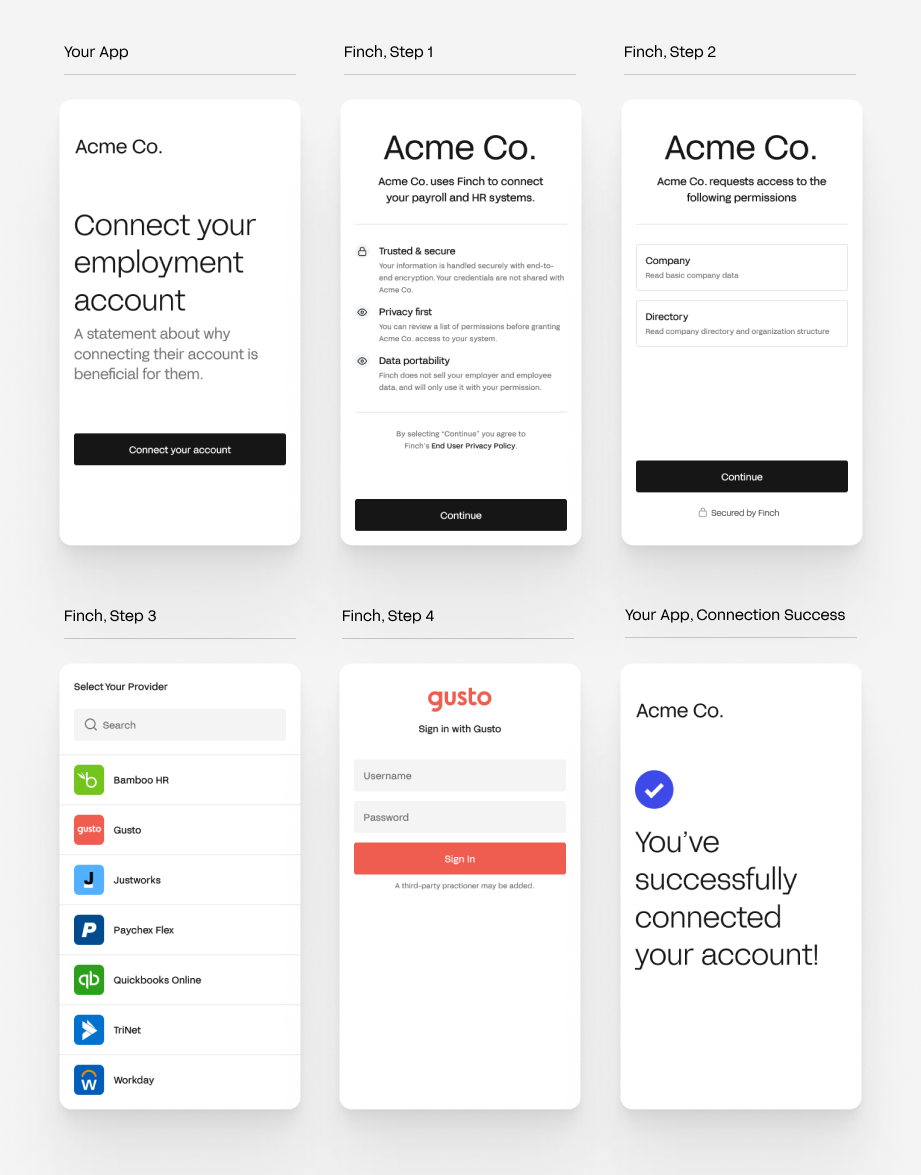 Your App
Acme Co.
Connect your
employment
account
A statement about why
connecting their account is
beneficial for them.
Connect your account
Finch, Step 1
Acme Co.
Acme Co. uses Finch to connect
your payroll and HR systems.
Trusted & secure
Your information is handled securely with end-to-
end encryption. Your credentials are not shared with
Acme Co.
Privacy first
You can review a list of permissions before granting
Acme Co. access to your system.
Data portability
Finch does not sell your employer and employee
data, and will only use it with your permission.
By selecting “Continue” you agree to
Finch's End User Privacy Policy.
Continue
Finch, Step 2
Acme Co.
Acme Co. requests access to the
following permissions
Company
Read basic company data
Directory
Read company directory and organization structure
Continue
Secured by Finch
Finch, Step 3
Select Your Provider
Search
b
Bamboo HR
gusto
Gusto
J
Justworks
P
Paychex Flex
qb
Quickbooks Online
TriNet
W
Workday
Finch, Step 4
gusto
Sign in with Gusto
Username
Password
Sign In
A third-party practioner may be added.
Your App, Connection Success
Acme Co.
You’ve
successfully
connected
your account!